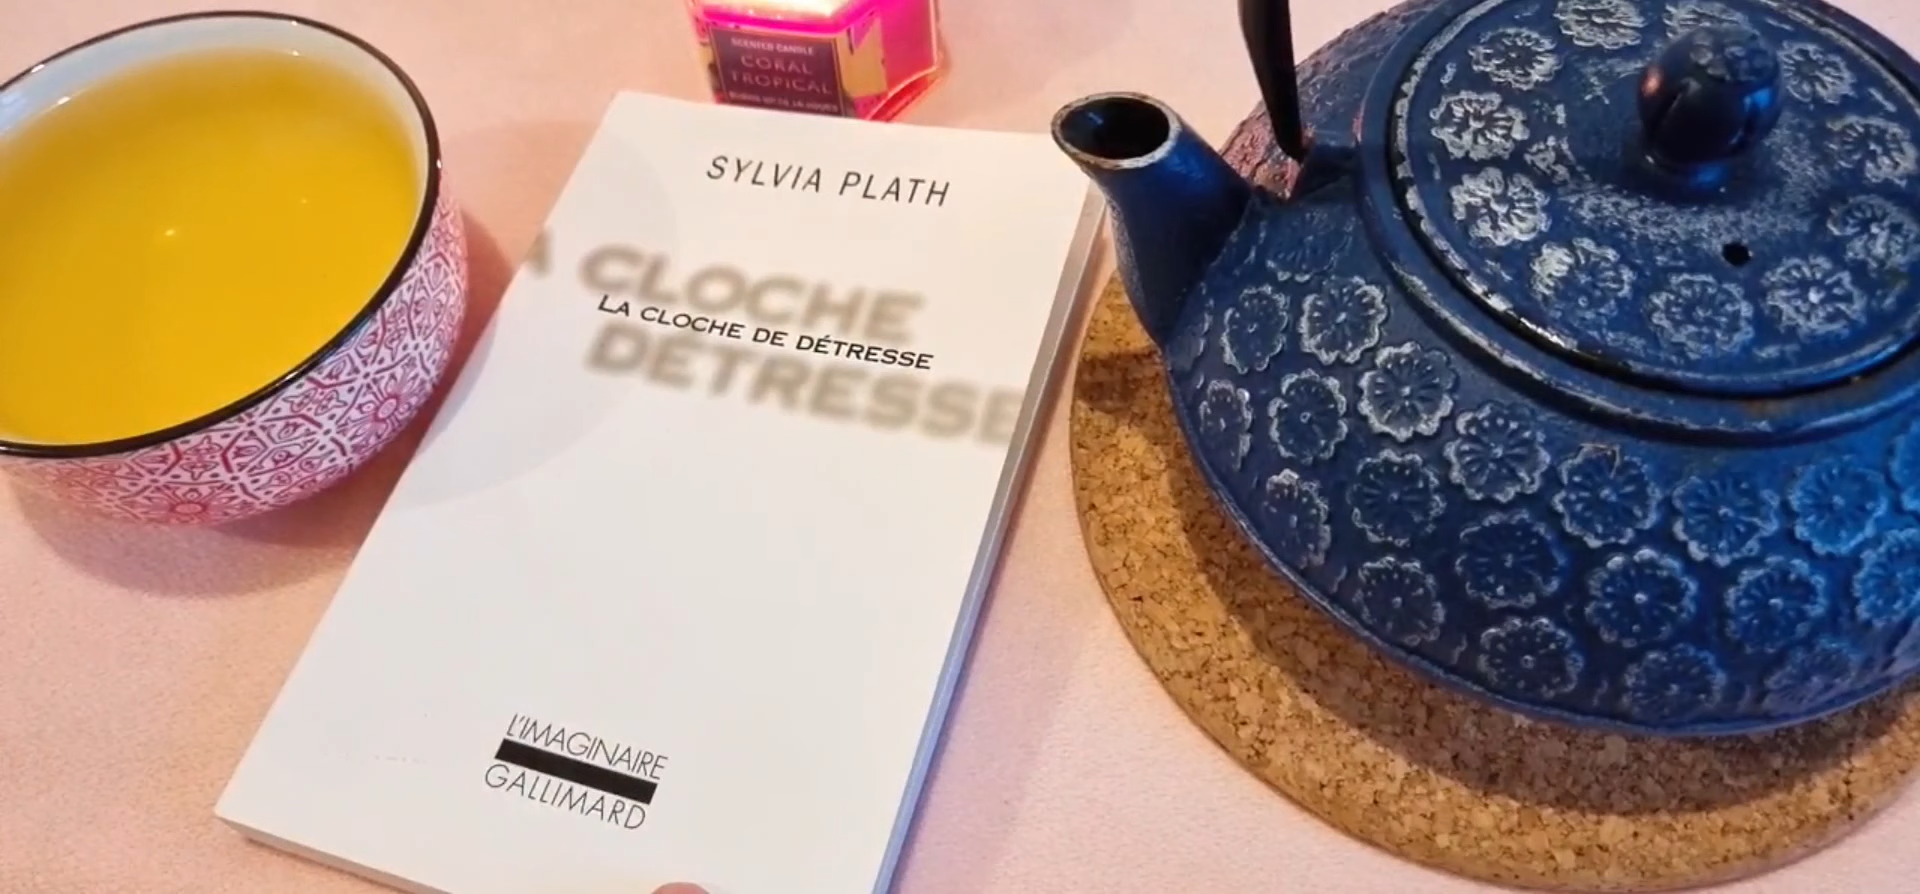 SCENTED CANDLE
CORAL
TROPICAL
SYLVIA PLATH
CLOCHE
LA CLOCHE DE DÉTRESSE
DÉTRESSE
L'IMAGINAIRE
GALLIMARD